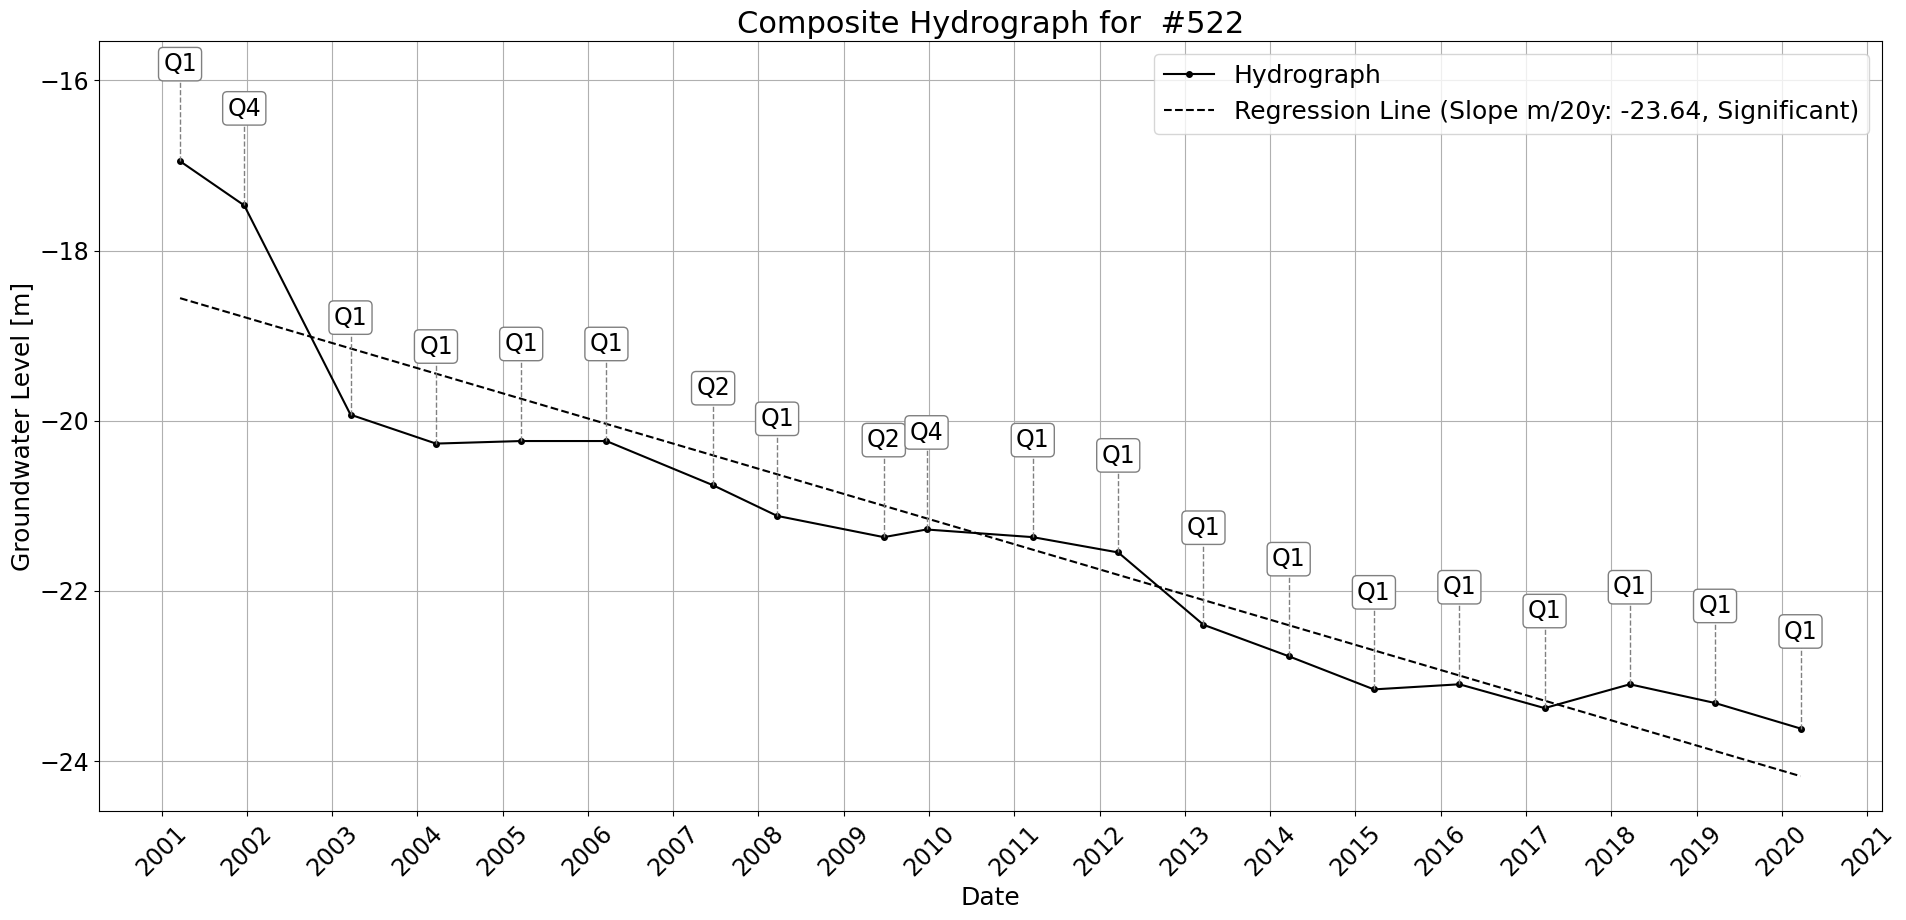 Composite Hydrograph for  #522
Hydrograph
Regression Line (Slope m/20y: -23.64, Significant)
Groundwater Level [m]
−16
−18
−20
−22
−24
Q1
Q4
Q1
Q1
Q1
Q1
Q2
Q1
Q2
Q4
Q1
Q1
Q1
Q1
Q1
Q1
Q1
Q1
Q1
Q1
2001 2002 2003 2004 2005 2006 2007 2008 2009 2010 2011 2012 2013 2014 2015 2016 2017 2018 2019 2020 2021
Date